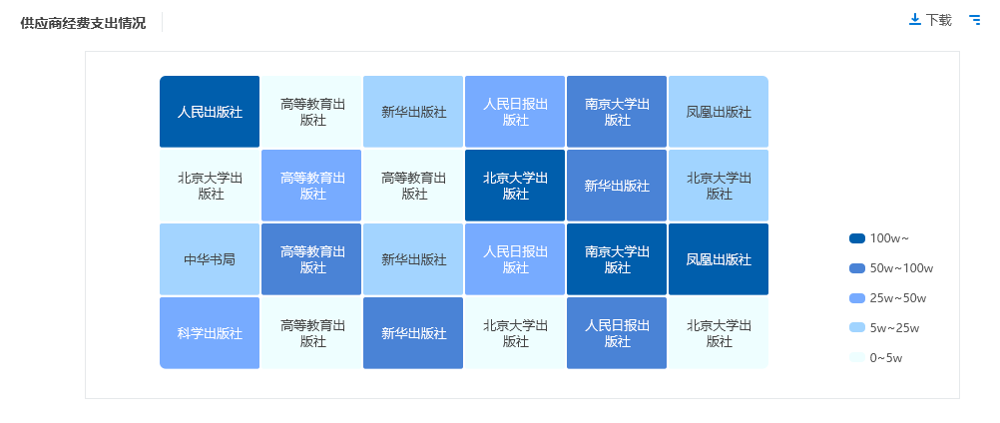 供应商经费支出情况
下载
人民出版社
高等教育出
版社
新华出版社
人民日报出
版社
南京大学出
版社
凤凰出版社
北京大学出
版社
高等教育出
版社
高等教育出
版社
北京大学出
版社
新华出版社
北京大学出
版社
中华书局
高等教育出
版社
新华出版社
人民日报出
版社
南京大学出
版社
凤凰出版社
科学出版社
高等教育出
版社
新华出版社
北京大学出
版社
人民日报出
版社
北京大学出
版社
100w~
50w~100w
25w~50w
5w~25w
0~5w